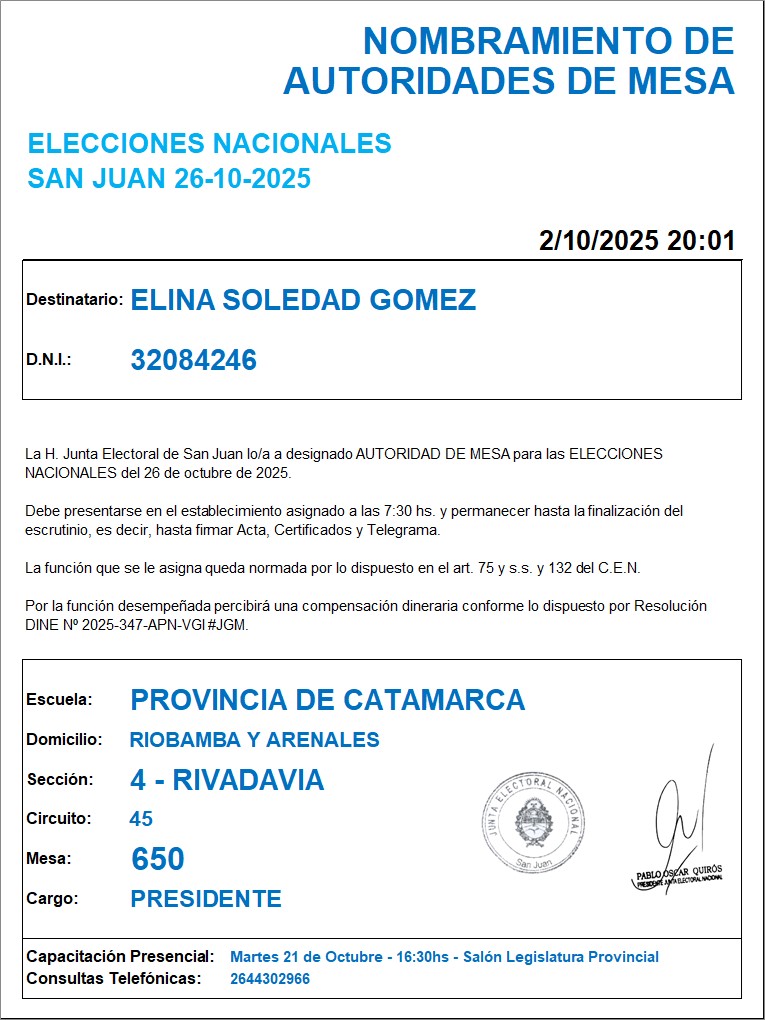 NOMBRAMIENTO DE
AUTORIDADES DE MESA
ELECCIONES NACIONALES
SAN JUAN 26-10-2025
2/10/2025 20:01
Destinatario: ELINA SOLEDAD GOMEZ
D.N.I.: 32084246
La H. Junta Electoral de San Juan lo/a a designado AUTORIDAD DE MESA para las ELECCIONES
NACIONALES del 26 de octubre de 2025.
Debe presentarse en el establecimiento asignado a las 7:30 hs. y permanecer hasta la finalización del
escrutinio, es decir, hasta firmar Acta, Certificados y Telegrama.
La función que se le asigna queda normada por lo dispuesto en el art. 75 y s.s. y 132 del C.E.N.
Por la función desempeñada percibirá una compensación dineraria conforme lo dispuesto por Resolución
DINE Nº 2025-347-APN-VGI#JGM.
Escuela: PROVINCIA DE CATAMARCA
Domicilio: RIOBAMBA Y ARENALES
Sección: 4 - RIVADAVIA
Circuito: 45
Mesa: 650
Cargo: PRESIDENTE
JUNTA ELECTORAL NACIONAL
San Juan
PABLO OSCAR QUIRÓS
PRESIDENTE JUNTA ELECTORAL NACIONAL
Capacitación Presencial: Martes 21 de Octubre - 16:30hs - Salón Legislatura Provincial
Consultas Telefónicas: 2644302966